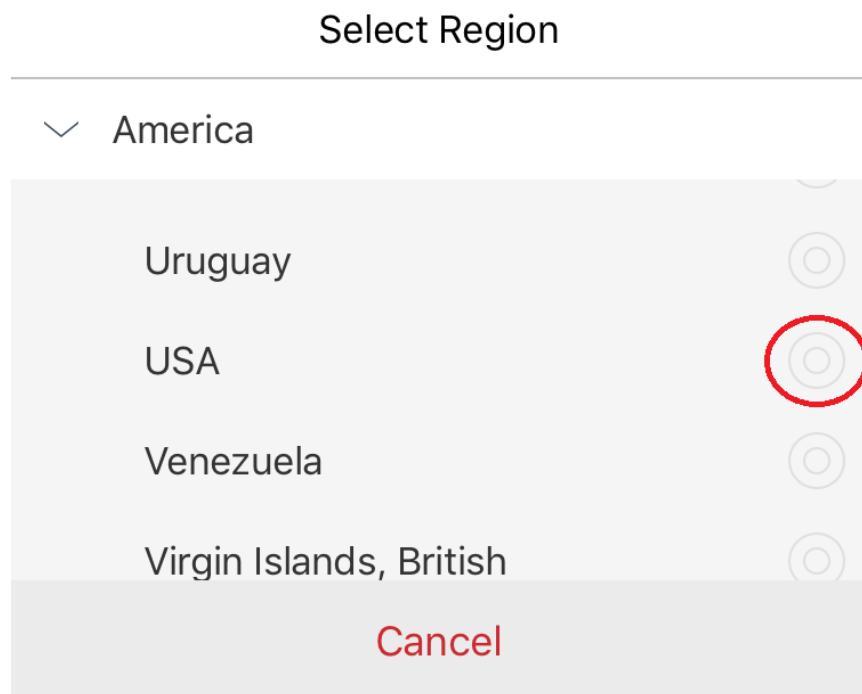 Select Region
America
Uruguay
USA
Venezuela
Virgin Islands, British
Cancel